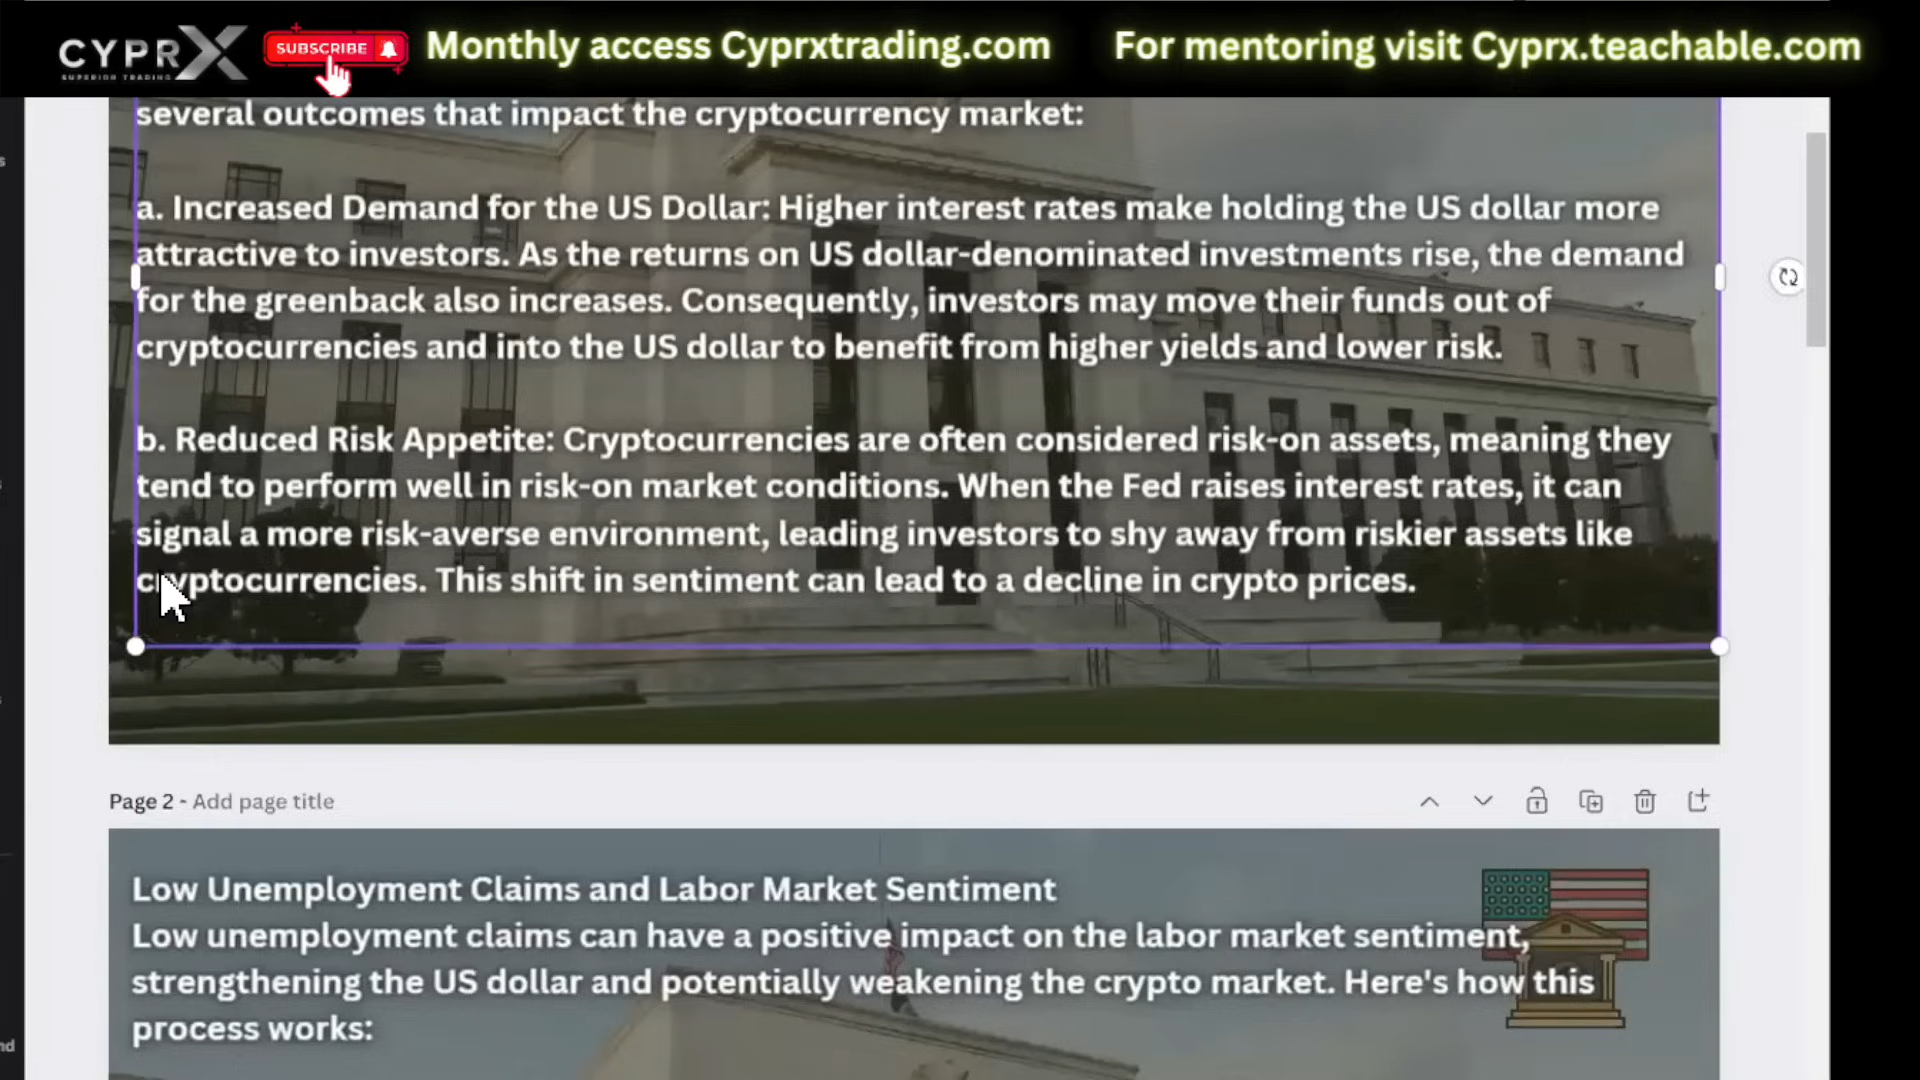 CYPRX
SUPERIOR TRADING
SUBSCRIBE
Monthly access Cyprxtrading.com
For mentoring visit Cyprx.teachable.com
several outcomes that impact the cryptocurrency market:
a. Increased Demand for the US Dollar: Higher interest rates make holding the US dollar more
attractive to investors. As the returns on US dollar-denominated investments rise, the demand
for the greenback also increases. Consequently, investors may move their funds out of
cryptocurrencies and into the US dollar to benefit from higher yields and lower risk.
b. Reduced Risk Appetite: Cryptocurrencies are often considered risk-on assets, meaning they
tend to perform well in risk-on market conditions. When the Fed raises interest rates, it can
signal a more risk-averse environment, leading investors to shy away from riskier assets like
cryptocurrencies. This shift in sentiment can lead to a decline in crypto prices.
Page 2 - Add page title
Low Unemployment Claims and Labor Market Sentiment
Low unemployment claims can have a positive impact on the labor market sentiment,
strengthening the US dollar and potentially weakening the crypto market. Here's how this
process works: